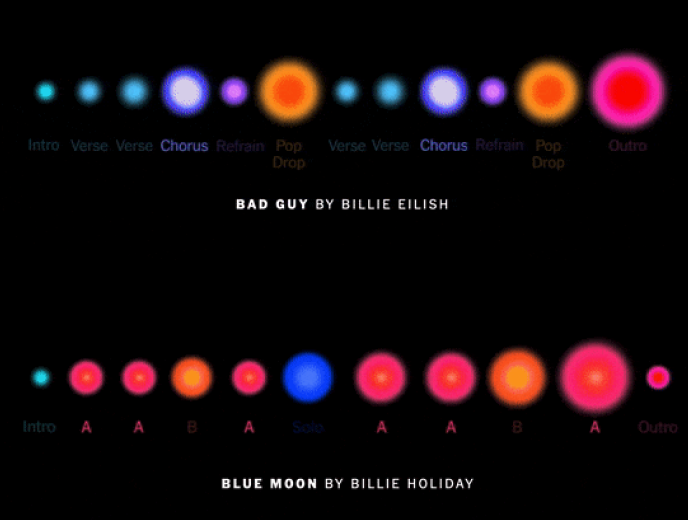 Intro Verse Verse Chorus Refrain Pop Verse Verse Chorus Refrain Pop Outro
Drop Drop
BAD GUY BY BILLIE EILISH
Intro A A B A Solo A A B A Outro
BLUE MOON BY BILLIE HOLIDAY